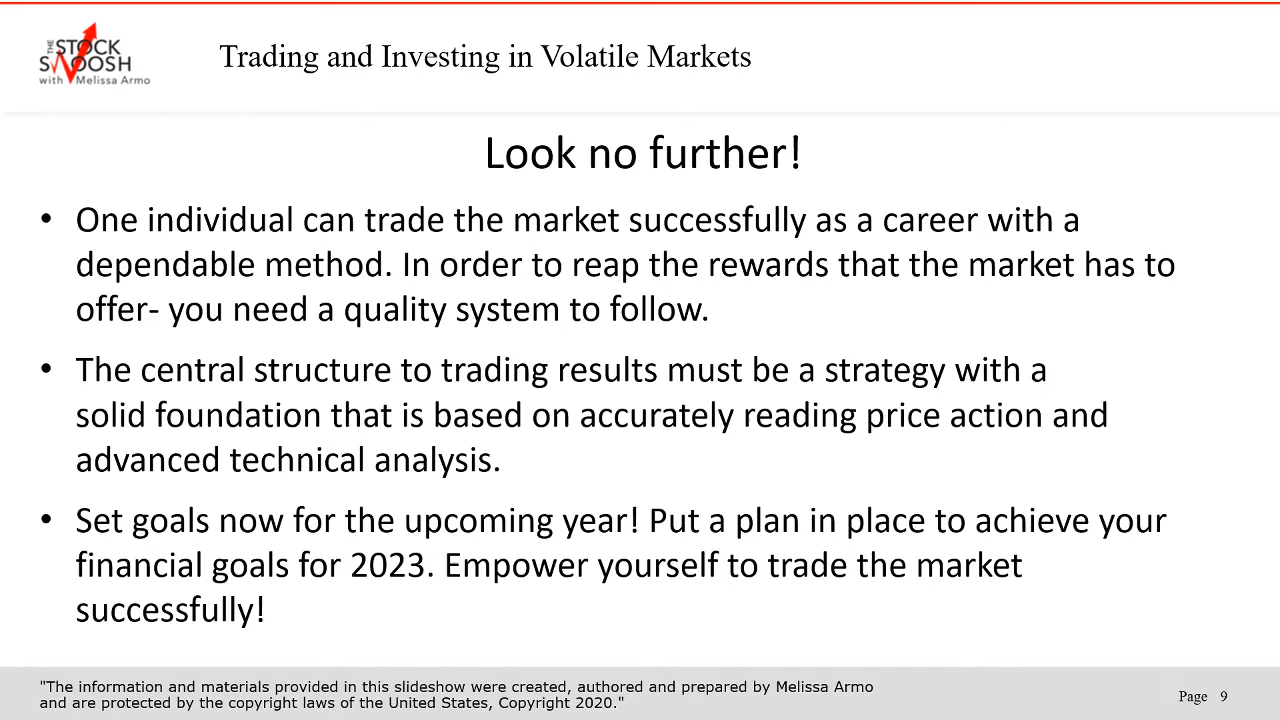 THE STOCK
SWOOSH
with Melissa Armo
Trading and Investing in Volatile Markets
Look no further!
• One individual can trade the market successfully as a career with a
dependable method. In order to reap the rewards that the market has to
offer- you need a quality system to follow.
• The central structure to trading results must be a strategy with a
solid foundation that is based on accurately reading price action and
advanced technical analysis.
• Set goals now for the upcoming year! Put a plan in place to achieve your
financial goals for 2023. Empower yourself to trade the market
successfully!
"The information and materials provided in this slideshow were created, authored and prepared by Melissa Armo
and are protected by the copyright laws of the United States, Copyright 2020."
Page 9